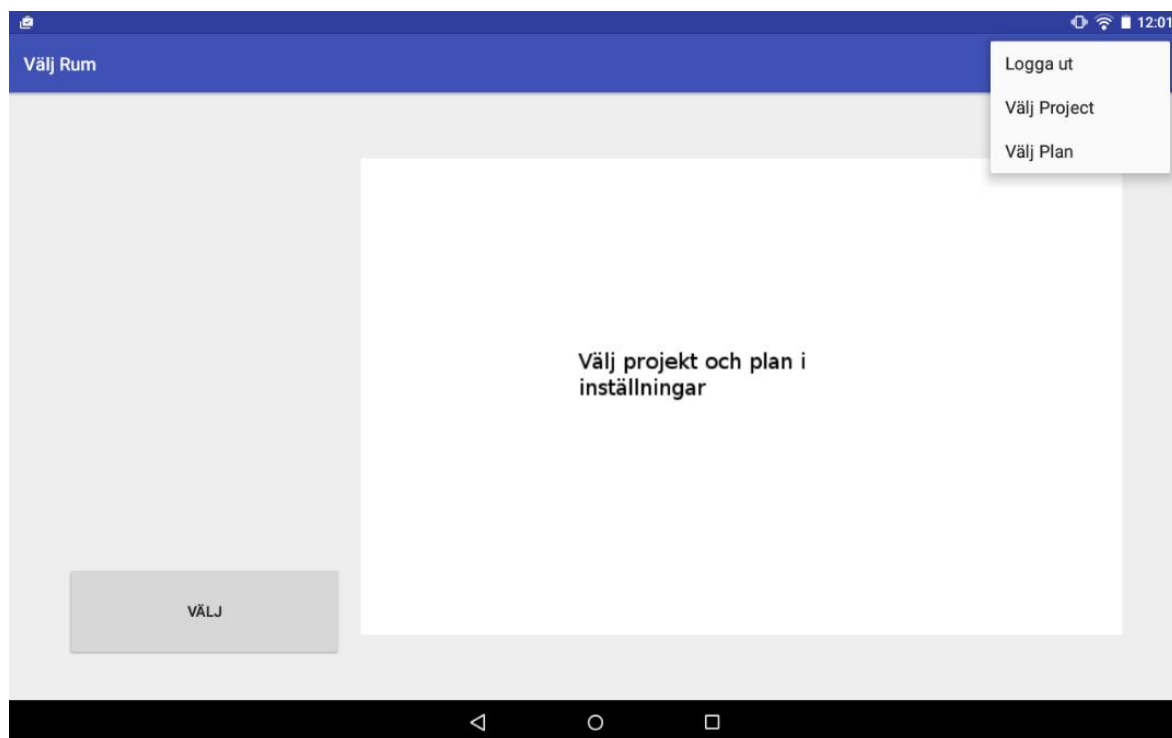 12:01
Välj Rum
Logga ut
Välj Project
Välj Plan
Välj projekt och plan i
inställningar
VÄLJ